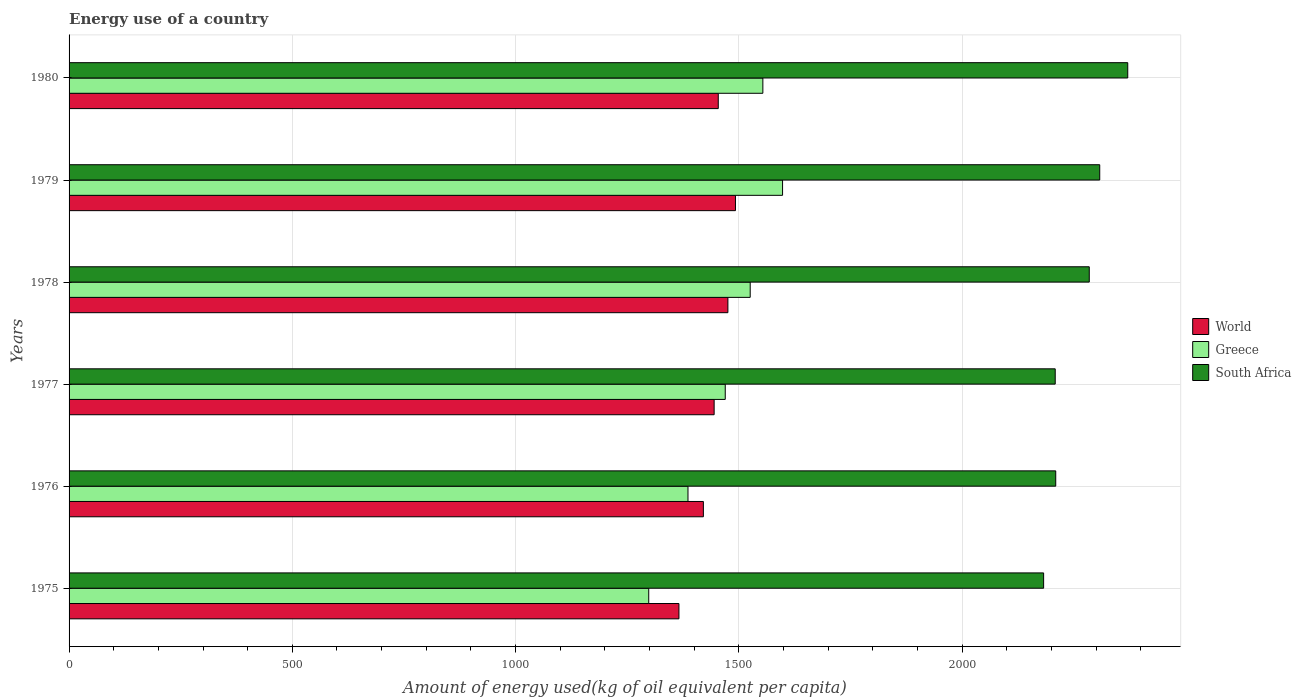 Energy use of a country
1980
1979
1978
1977
1976
1975
Years
0
500
1000
1500
2000
Amount of energy used(kg of oil equivalent per capita)
World
Greece
South Africa